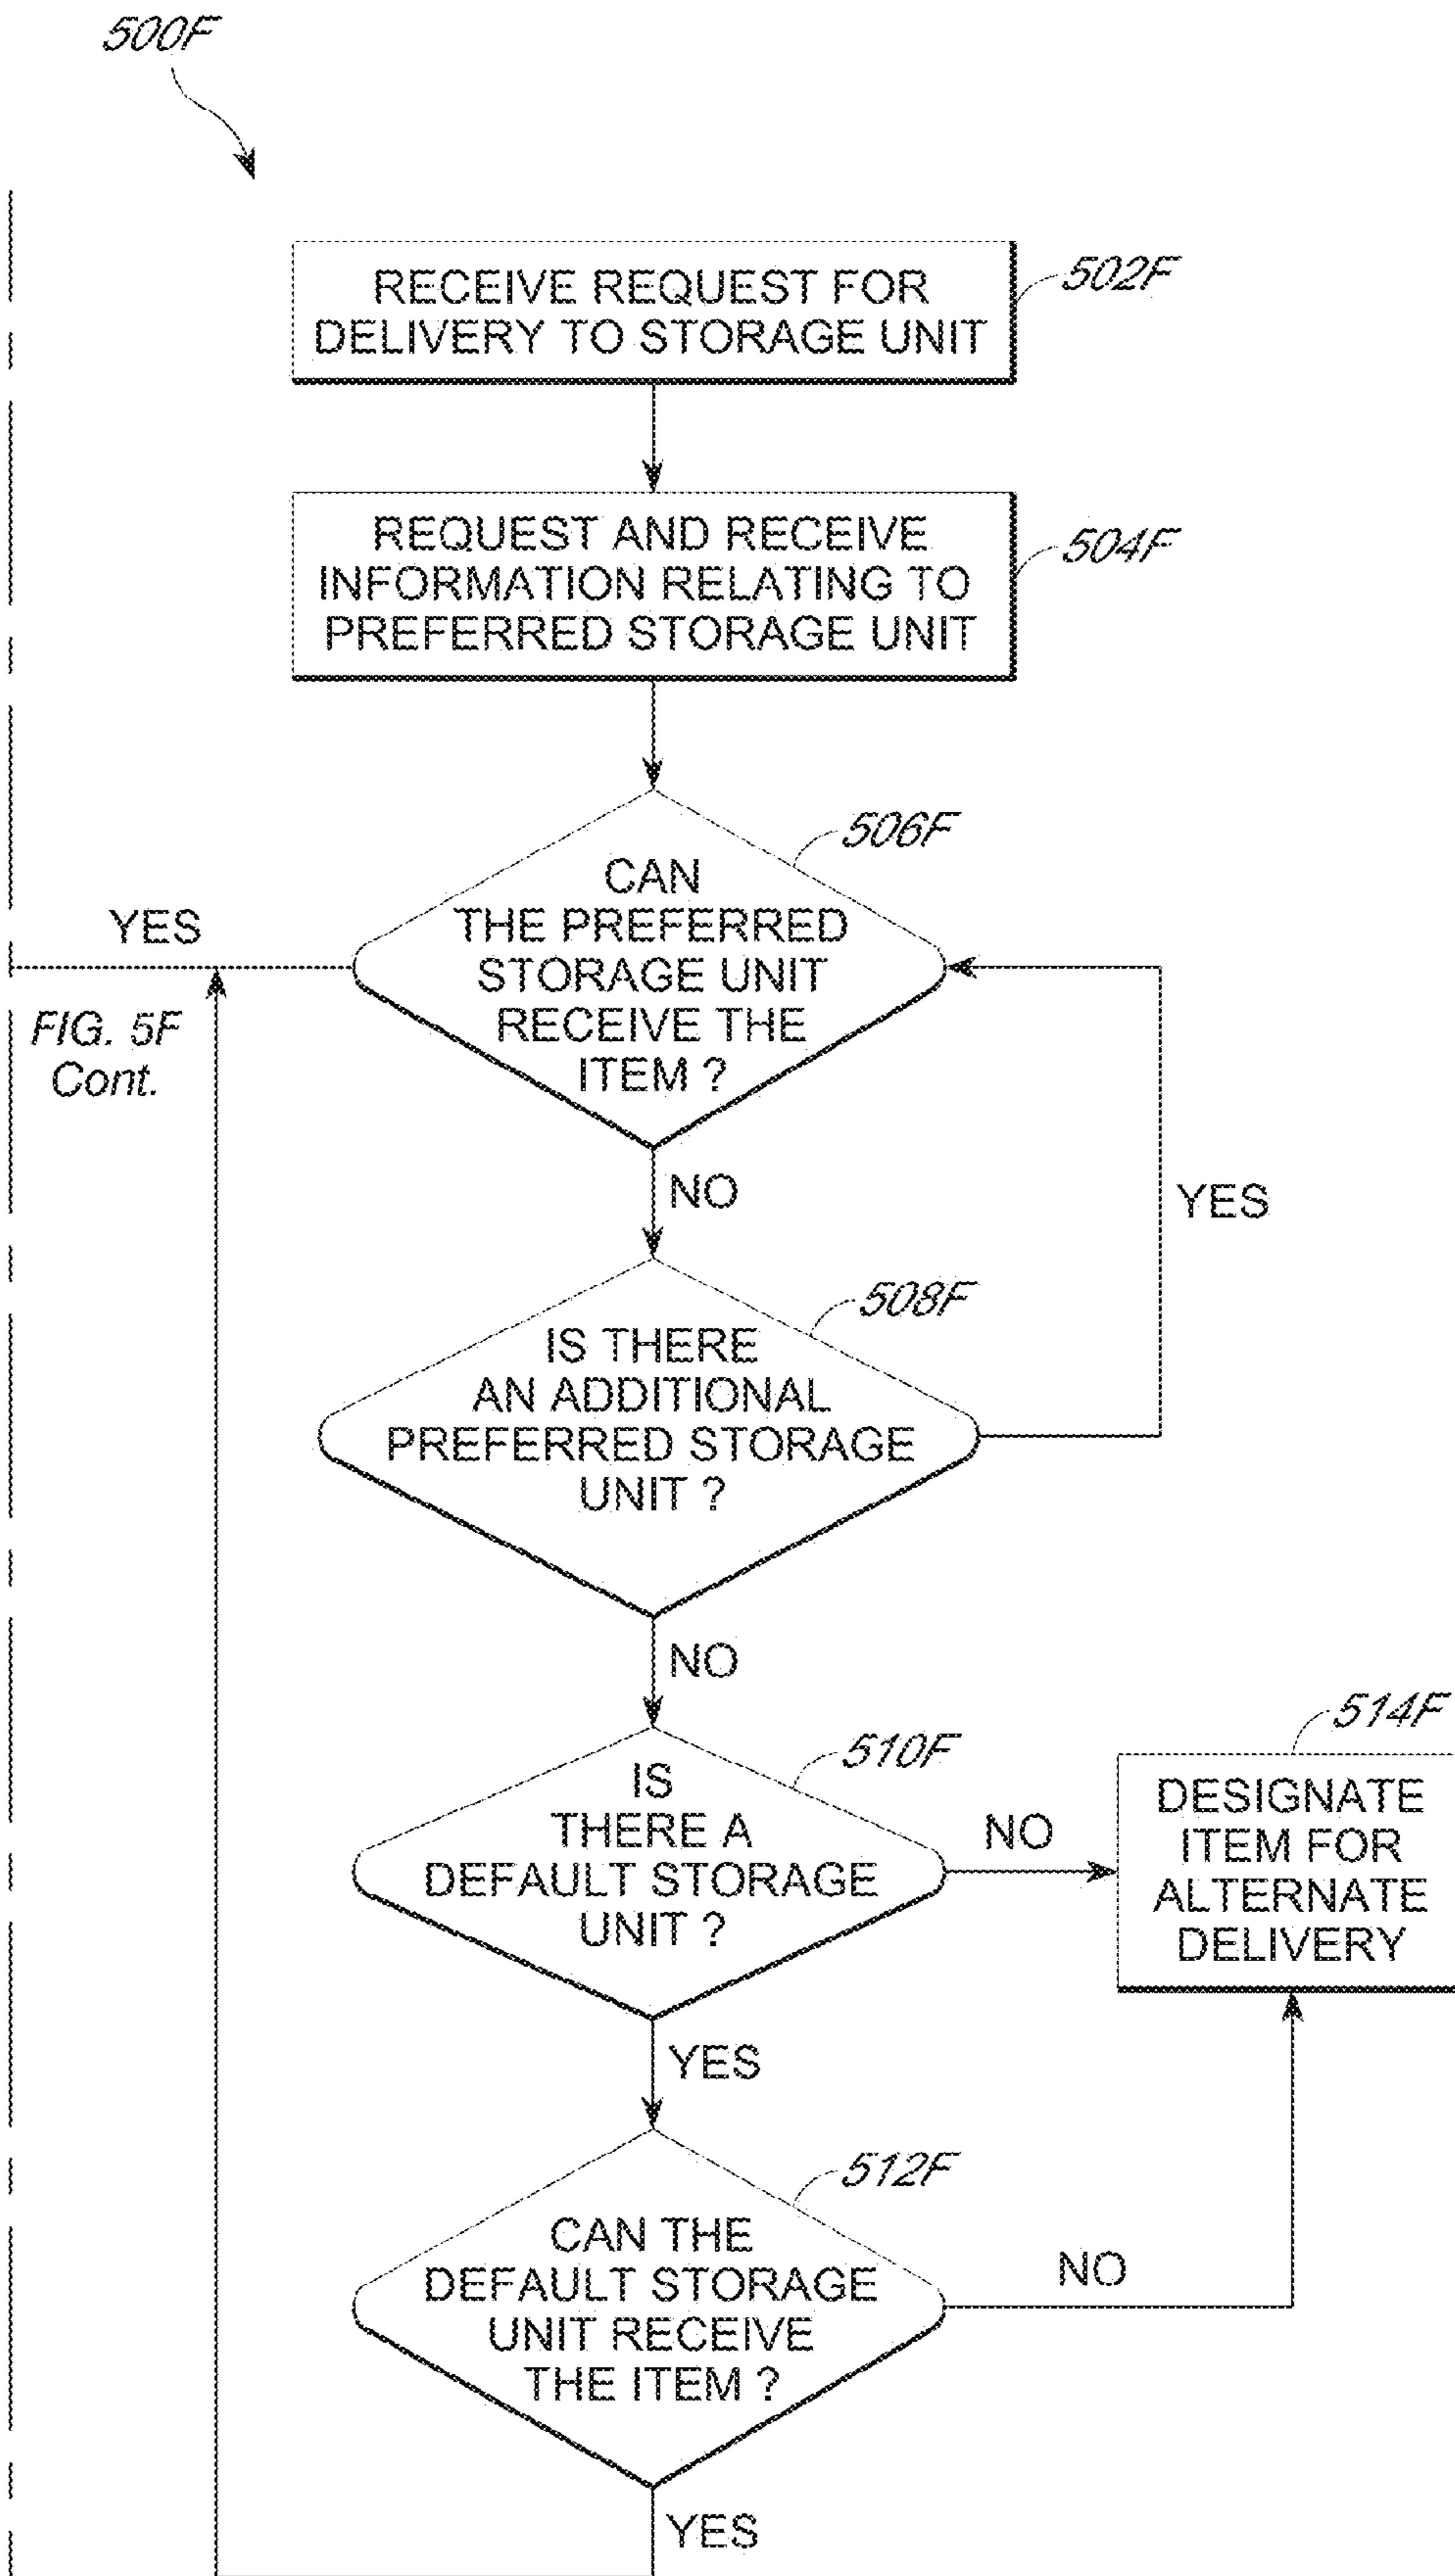 500F
RECEIVE REQUEST FOR
DELIVERY TO STORAGE UNIT
502F
REQUEST AND RECEIVE
INFORMATION RELATING TO
PREFERRED STORAGE UNIT
504F
506F
CAN
THE PREFERRED
STORAGE UNIT
RECEIVE THE
ITEM ?
YES
FIG. 5F
Cont.
NO
YES
508F
IS THERE
AN ADDITIONAL
PREFERRED STORAGE
UNIT ?
NO
510F
IS
THERE A
DEFAULT STORAGE
UNIT ?
NO
514F
DESIGNATE
ITEM FOR
ALTERNATE
DELIVERY
YES
512F
CAN THE
DEFAULT STORAGE
UNIT RECEIVE
THE ITEM ?
NO
YES